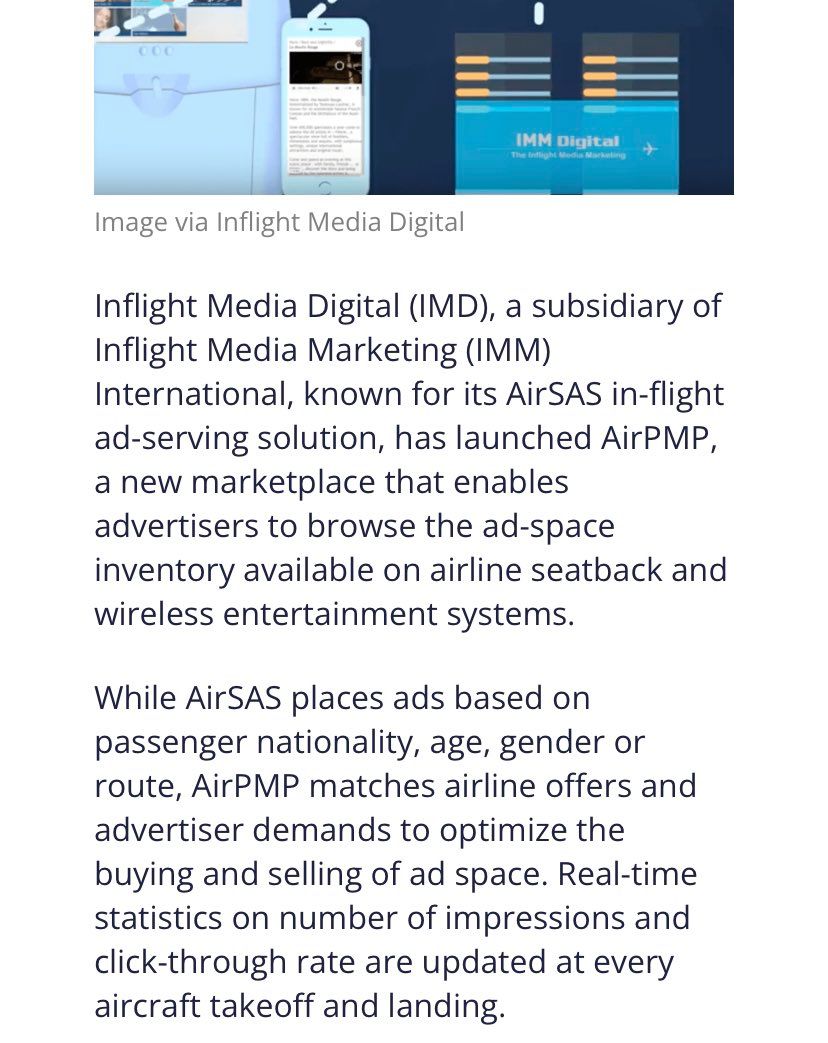 IMM Digital
The Inflight Media Marketing
Image via Inflight Media Digital
Inflight Media Digital (IMD), a subsidiary of
Inflight Media Marketing (IMM)
International, known for its AirSAS in-flight
ad-serving solution, has launched AirPMP,
a new marketplace that enables
advertisers to browse the ad-space
inventory available on airline seatback and
wireless entertainment systems.
While AirSAS places ads based on
passenger nationality, age, gender or
route, AirPMP matches airline offers and
advertiser demands to optimize the
buying and selling of ad space. Real-time
statistics on number of impressions and
click-through rate are updated at every
aircraft takeoff and landing.